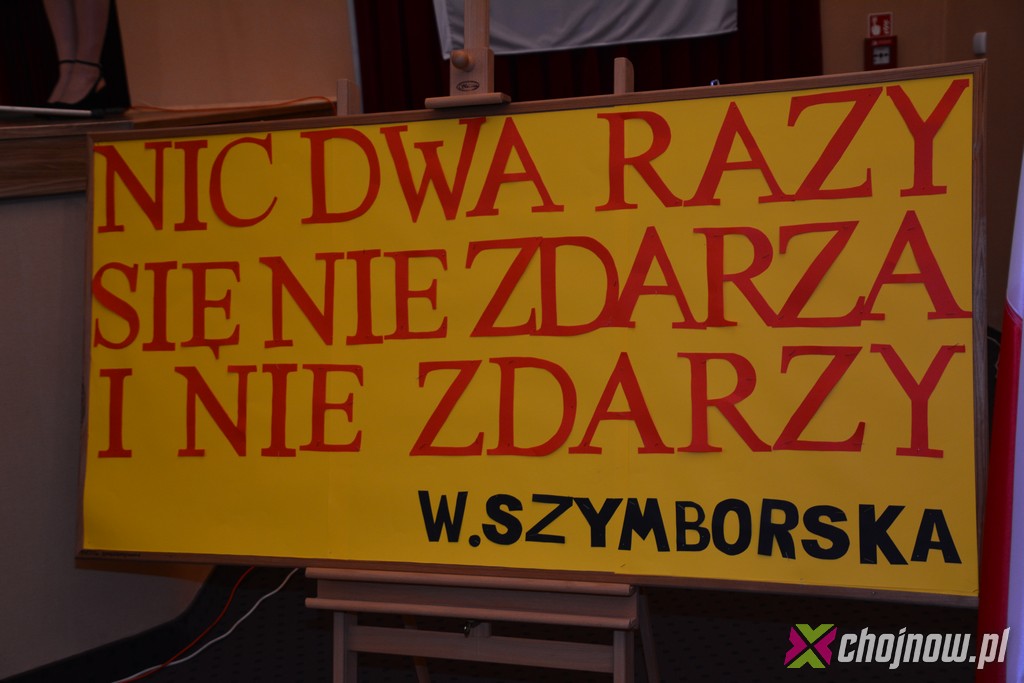 NIC DWA RAZY
SIĘ NIE ZDARZA
I NIE ZDARZY
W.SZYMBORSKA
chojnow.pl